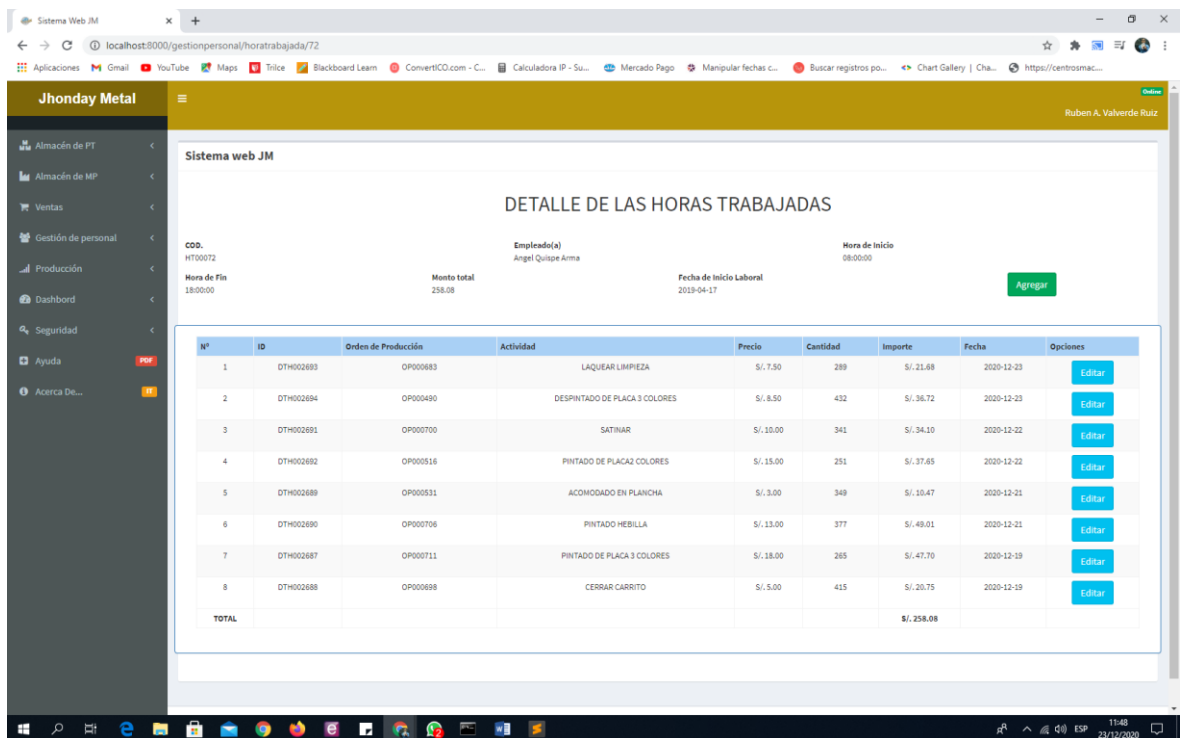 Sistema Web JM
localhost:8000/gestionpersonal/horatrabajada/72
Aplicaciones Gmail YouTube Maps Trilce Blackboard Learn ConvertICO.com - C... Calculadora IP - Su... Mercado Pago Manipular fechas c... Buscar registros po... Chart Gallery | Cha... https://centrosmac....
Jhonday Metal
Online
Ruben A. Valverde Ruiz
Almacén de PT
Almacén de MP
Ventas
Gestión de personal
Producción
Dashbord
Seguridad
Ayuda PDF
Acerca De... IT
Sistema web JM
DETALLE DE LAS HORAS TRABAJADAS
COD. Empleado(a) Hora de Inicio
HT00072 Angel Quispe Arma 08:00:00
Hora de Fin Monto total Fecha de Inicio Laboral
18:00:00 258.08 2019-04-17
Agregar
N° ID Orden de Producción Actividad Precio Cantidad Importe Fecha Opciones
1 DTH002693 OP000683 LAQUEAR LIMPIEZA S/. 7.50 289 S/. 21.68 2020-12-23 Editar
2 DTH002694 OP000490 DESPINTADO DE PLACA 3 COLORES S/. 8.50 432 S/. 36.72 2020-12-23 Editar
3 DTH002691 OP000700 SATINAR S/. 10.00 341 S/. 34.10 2020-12-22 Editar
4 DTH002692 OP000516 PINTADO DE PLACA2 COLORES S/. 15.00 251 S/. 37.65 2020-12-22 Editar
5 DTH002689 OP000531 ACOMODADO EN PLANCHA S/. 3.00 349 S/. 10.47 2020-12-21 Editar
6 DTH002690 OP000706 PINTADO HEBILLA S/. 13.00 377 S/. 49.01 2020-12-21 Editar
7 DTH002687 OP000711 PINTADO DE PLACA 3 COLORES S/. 18.00 265 S/. 47.70 2020-12-19 Editar
8 DTH002688 OP000698 CERRAR CARRITO S/. 5.00 415 S/. 20.75 2020-12-19 Editar
TOTAL S/. 258.08
ESP
11:48
23/12/2020